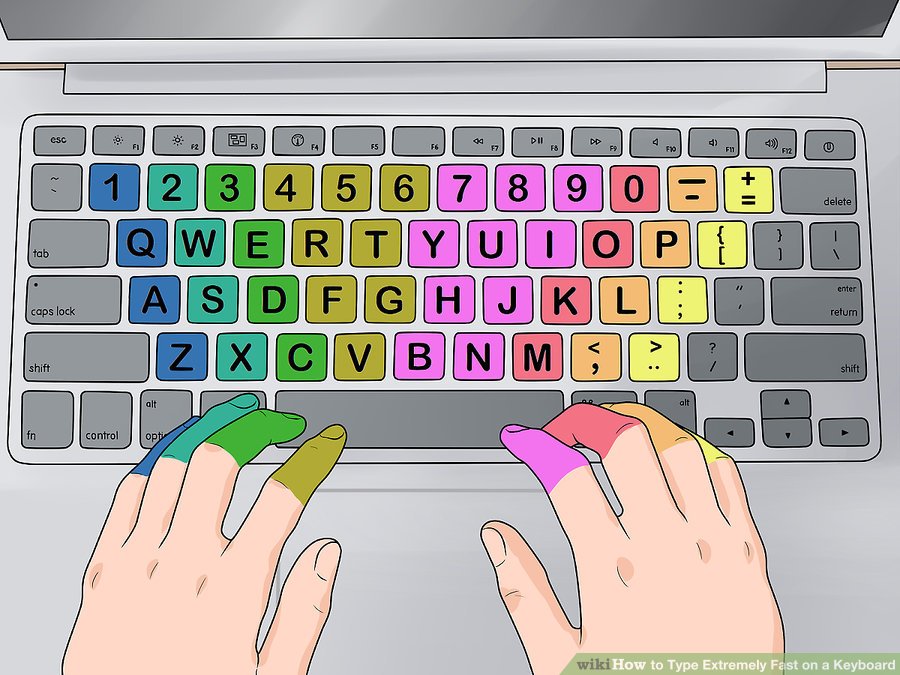 esc F1 F2 F3 F4 F5 F6 F7 F8 F9 F10 F11 F12
~ 1 2 3 4 5 6 7 8 9 0 – - + = delete
tab Q W E R T Y U I O P { [ } ] | \
caps lock A S D F G H J K L : ; " ' enter return
shift Z X C V B N M < , > .. ? / shift
fn control alt alt
wikiHow to Type Extremely Fast on a Keyboard